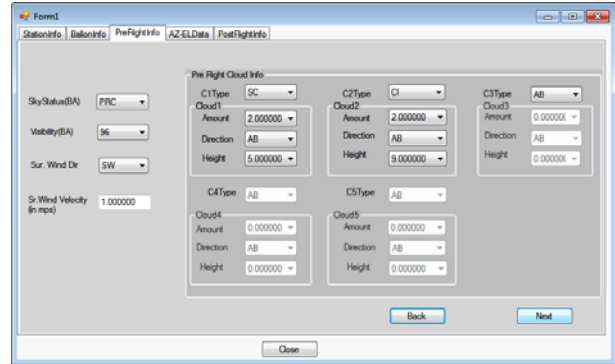 Form1
StationInfo BallonInfo PreFlightInfo AZ-ELData PostFlightInfo
Pre.Flight Cloud Info
SkyStatus(BA) PRC
Visibility(BA) 96
Sur. Wind Dir SW
Sr.Wind Velocity
(in mps) 1.000000
C1Type SC
Cloud1
Amount 2.000000
Direction AB
Height 5.000000
C2Type CI
Cloud2
Amount 2.000000
Direction AB
Height 9.000000
C3Type AB
Cloud3
Amount 0.00000
Direction AB
Height 0.00000
C4Type AB
Cloud4
Amount 0.000000
Direction AB
Height 0.000000
C5Type AB
Cloud5
Amount 0.000000
Direction AB
Height 0.000000
Back Next
Close